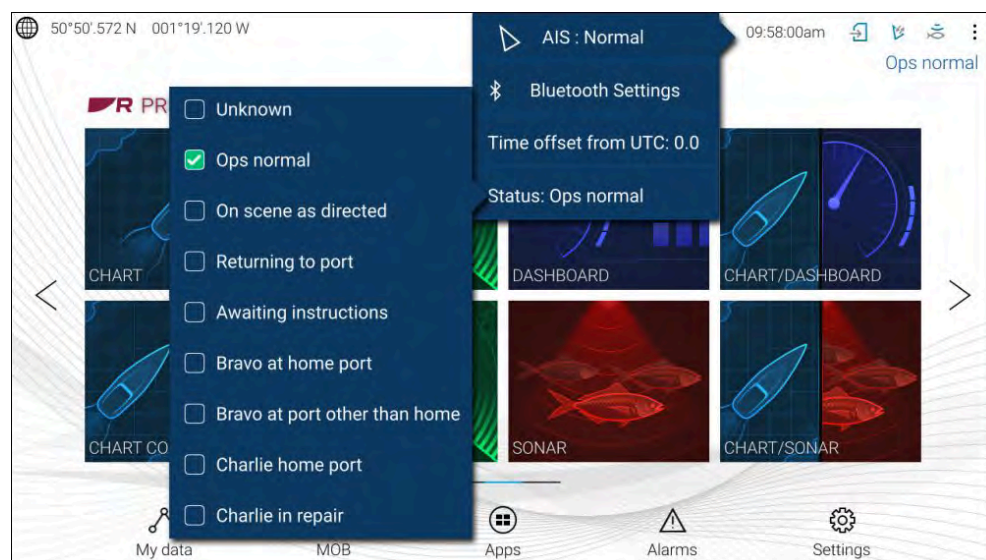 50°50'.572 N 001°19'.120 W
AIS : Normal
09:58:00am
Ops normal
Bluetooth Settings
Time offset from UTC: 0.0
Status: Ops normal
R PR
Unknown
Ops normal
On scene as directed
Returning to port
Awaiting instructions
Bravo at home port
Bravo at port other than home
Charlie home port
Charlie in repair
CHART
DASHBOARD
CHART/DASHBOARD
CHART CO
SONAR
CHART/SONAR
My data
MOB
Apps
Alarms
Settings